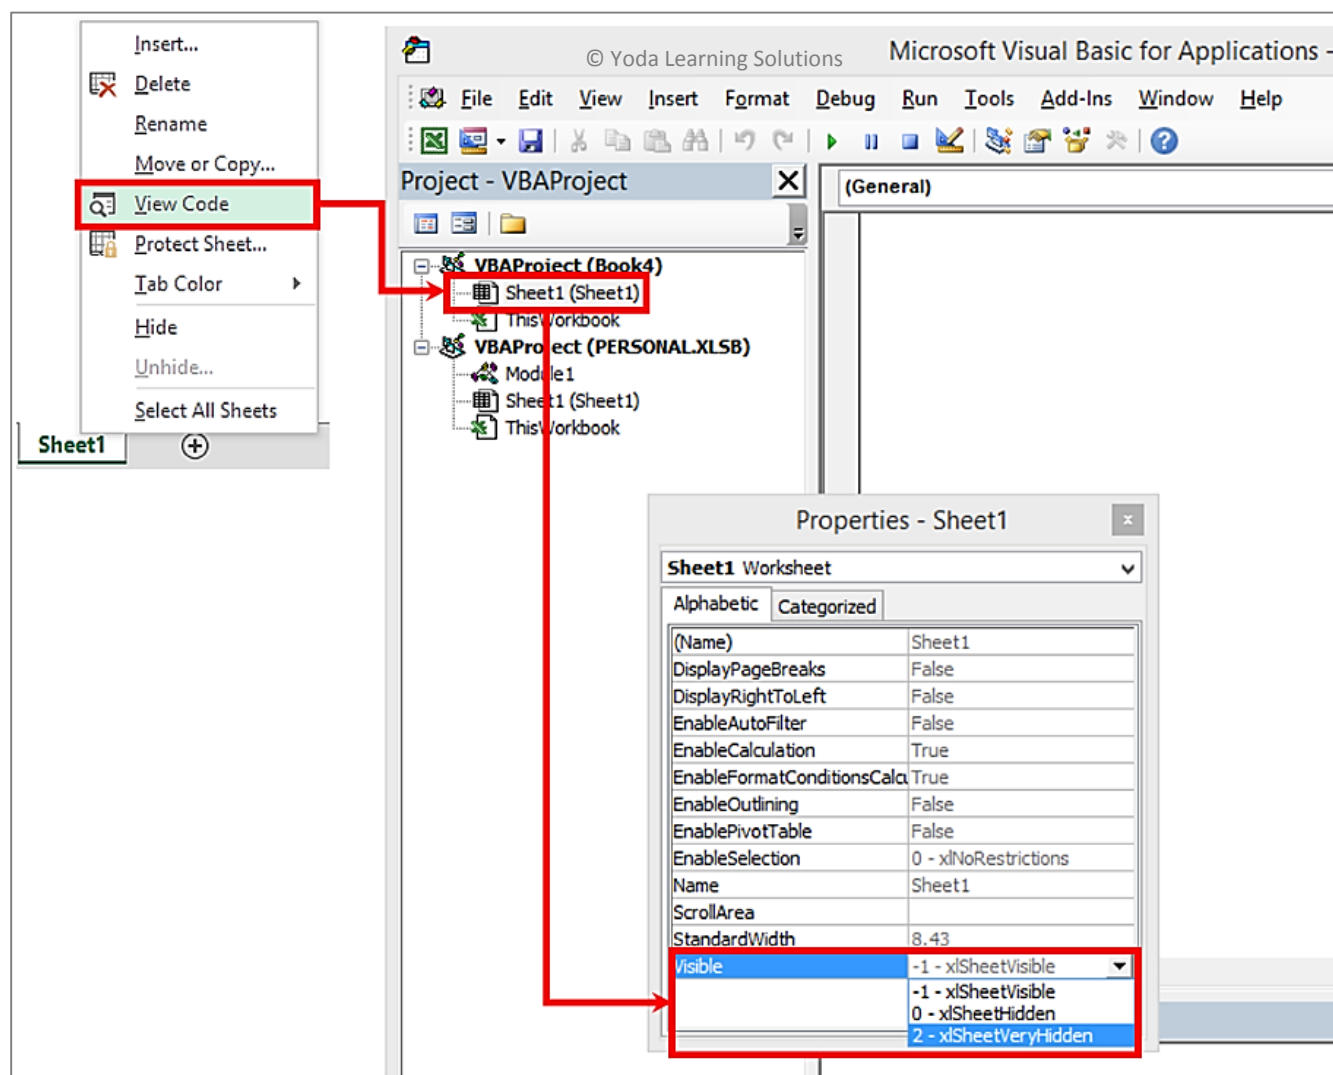 Insert...
Delete
Rename
Move or Copy...
View Code
Protect Sheet...
Tab Color
Hide
Unhide...
Select All Sheets
Sheet1
© Yoda Learning Solutions
Microsoft Visual Basic for Applications -
File Edit View Insert Format Debug Run Tools Add-Ins Window Help
Project - VBAProject
(General)
VBAProject (Book4)
Sheet1 (Sheet1)
ThisWorkbook
VBAProject (PERSONAL.XLSB)
Module1
Sheet1 (Sheet1)
ThisWorkbook
Properties - Sheet1
Sheet1 Worksheet
Alphabetic Categorized
(Name) Sheet1
DisplayPageBreaks False
DisplayRightToLeft False
EnableAutoFilter False
EnableCalculation True
EnableFormatConditionsCalcu True
EnableOutlining False
EnablePivotTable False
EnableSelection 0 - xlNoRestrictions
Name Sheet1
ScrollArea
StandardWidth 8.43
Visible -1 - xlSheetVisible
-1 - xlSheetVisible
0 - xlSheetHidden
2 - xlSheetVeryHidden